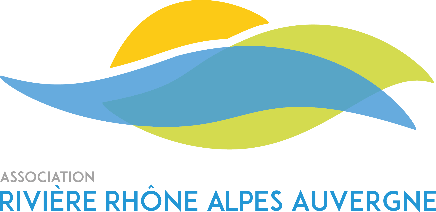 ASSOCIATION
RIVIÈRE RHÔNE ALPES AUVERGNE